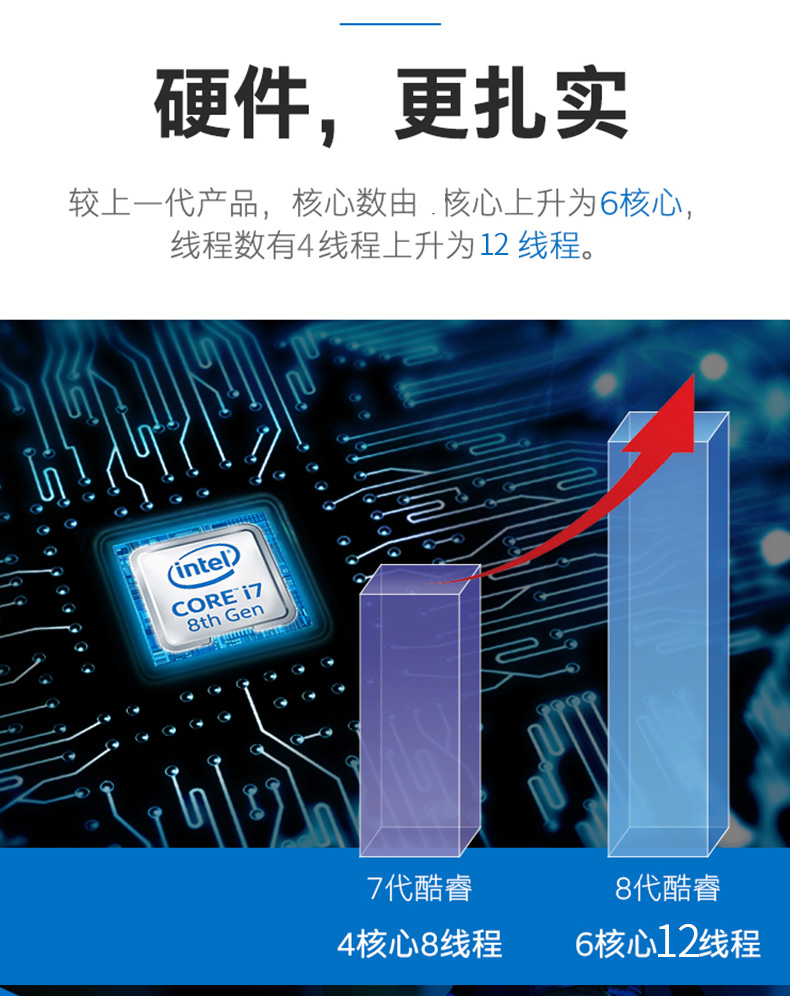 硬件，更扎实
较上一代产品，核心数由 . 核心上升为6核心，
线程数有4线程上升为12 线程。
intel
CORE™ i7
8th Gen
7代酷睿
8代酷睿
4核心8线程
6核心12线程